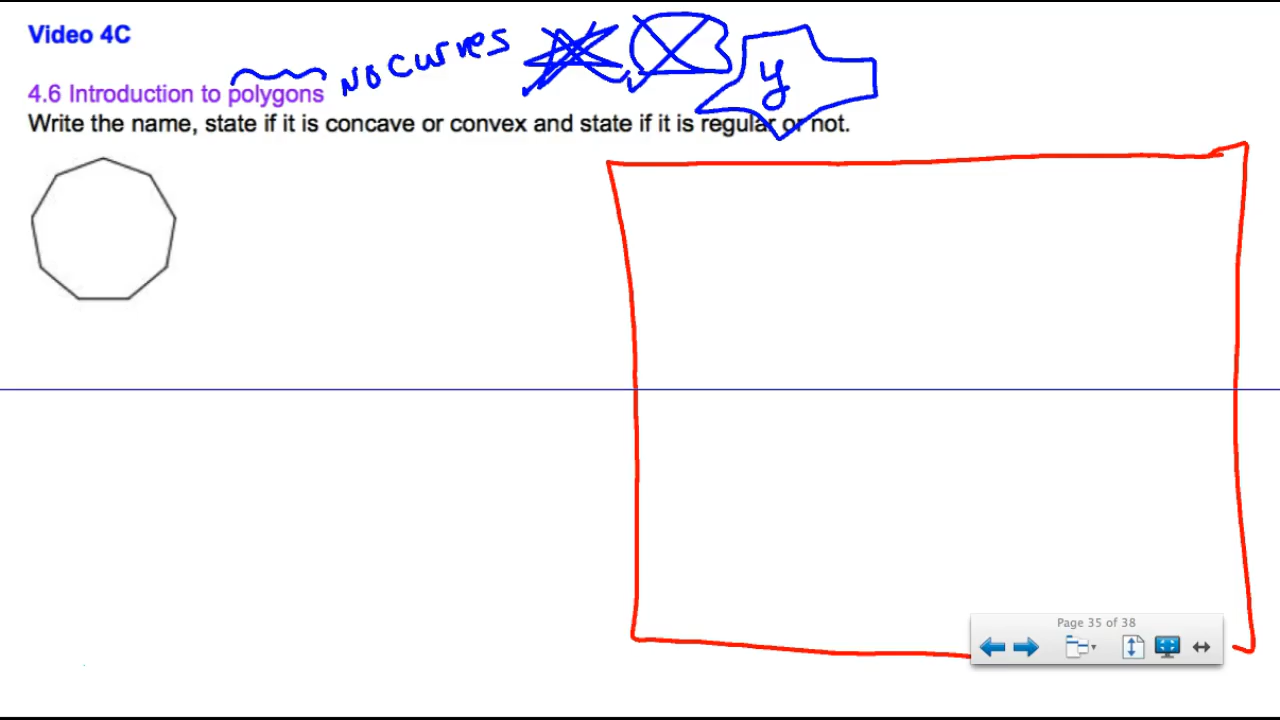 Video 4C
No curves
y
4.6 Introduction to polygons
Write the name, state if it is concave or convex and state if it is regular or not.
Page 35 of 38